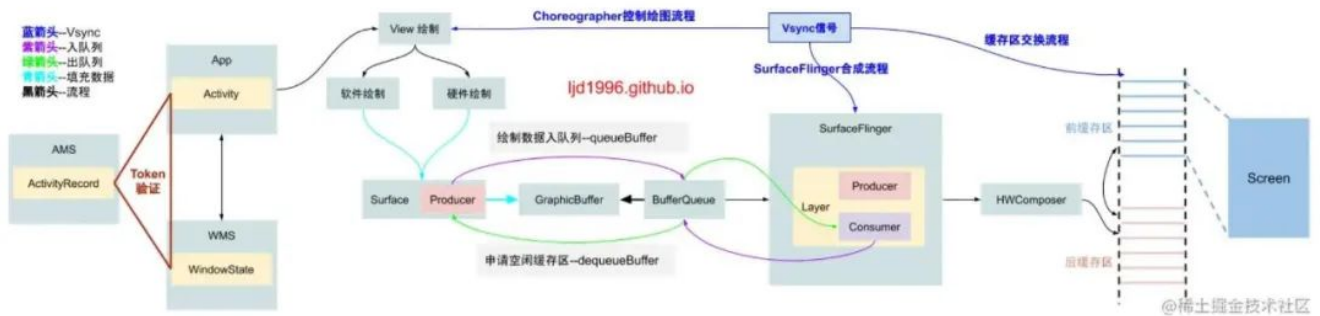 蓝箭头--Vsync
紫箭头--入队列
绿箭头--出队列
青箭头--填充数据
黑箭头--流程
App
Activity
AMS
ActivityRecord
Token
验证
WMS
WindowState
View 绘制
软件绘制
硬件绘制
Choreographer控制绘图流程
Vsync信号
缓存区交换流程
SurfaceFlinger合成流程
ljd1996.github.io
绘制数据入队列--queueBuffer
Surface
Producer
GraphicBuffer
BufferQueue
申请空闲缓存区--dequeueBuffer
SurfaceFlinger
Producer
Layer
Consumer
HWComposer
前缓存区
后缓存区
Screen
@稀土掘金技术社区